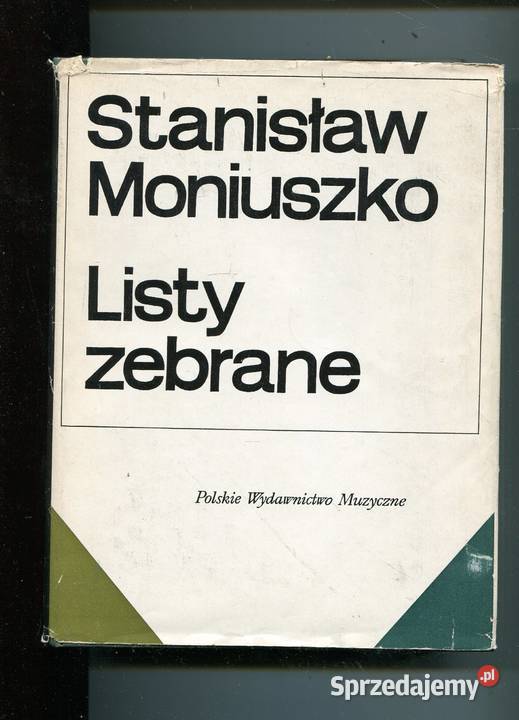 Stanisław
Moniuszko
Listy
zebrane
Polskie Wydawnictwo Muzyczne
Sprzedajemy.pl